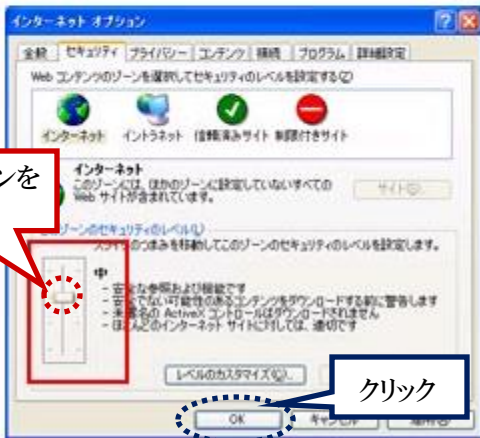 インターネット オプション
全般 セキュリティ プライバシー コンテンツ 接続 プログラム 詳細設定
Web コンテンツのゾーンを選択してセキュリティのレベルを設定する(Z)
インターネット イントラネット 信頼済みサイト 制限付きサイト
ンを
インターネット
このゾーンには、ほかのゾーンに設定していないすべての
Web サイトが含まれています。
サイト(S)...
ゾーンのセキュリティのレベル(L)
スライダのつまみを移動してこのゾーンのセキュリティのレベルを設定します。
中
- 安全な参照および機能です
- 安全でない可能性のあるコンテンツをダウンロードする前に警告します
- 未署名の ActiveX コントロールはダウンロードされません
- ほとんどのインターネット サイトに対しては、適切です
レベルのカスタマイズ(C)...
クリック
OK
キャンセル